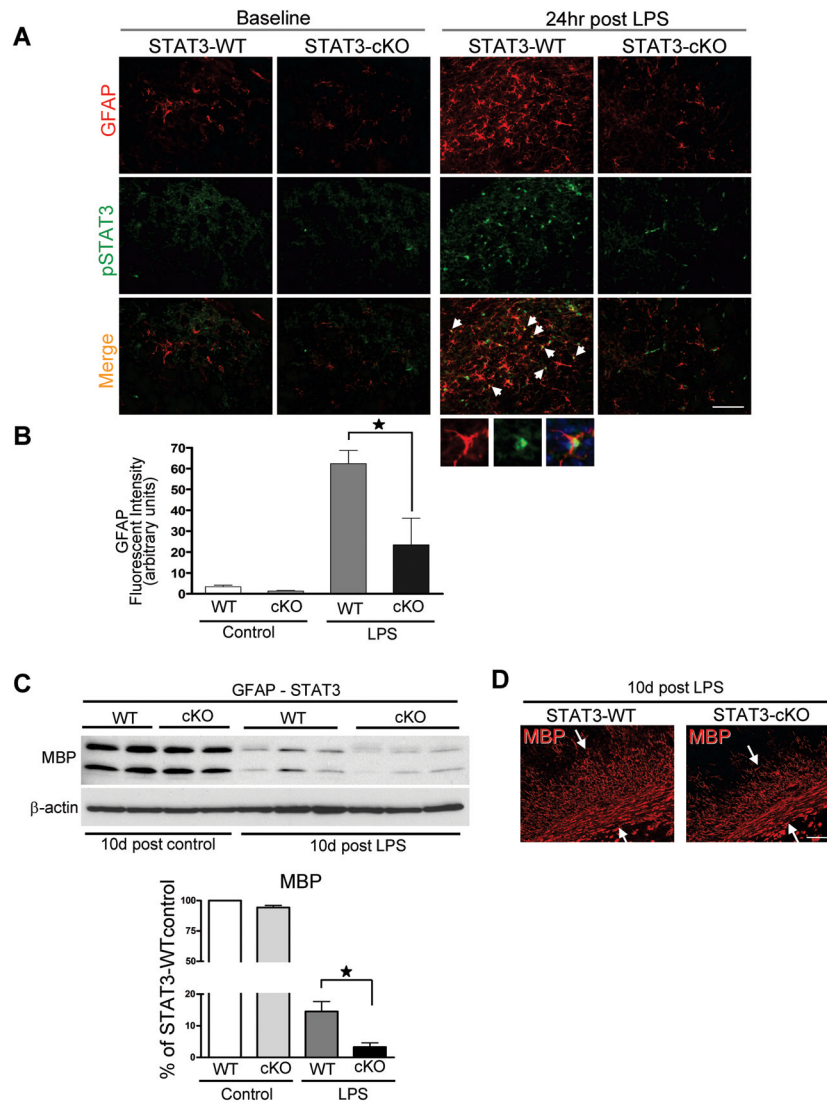 A
Baseline
24hr post LPS
STAT3-WT
STAT3-cKO
STAT3-WT
STAT3-cKO
GFAP
pSTAT3
Merge
B
GFAP
Fluorescent Intensity
(arbitrary units)
70
60
50
40
30
20
10
0
WT
cKO
WT
cKO
Control
LPS
C
GFAP - STAT3
WT
cKO
WT
cKO
MBP
β-actin
10d post control
10d post LPS
MBP
% of STAT3-WTcontrol
100
75
50
20
10
0
WT
cKO
WT
cKO
Control
LPS
D
10d post LPS
STAT3-WT
STAT3-cKO
MBP
MBP